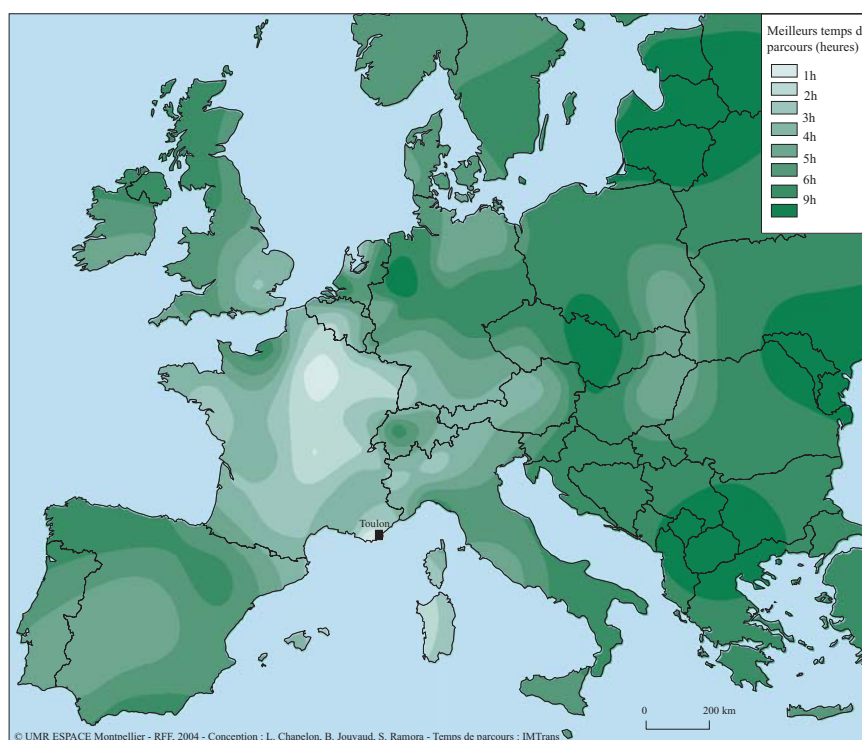 Meilleurs temps d
parcours (heures)
1h
2h
3h
4h
5h
6h
9h
Toulon
0 200 km
© UMR ESPACE Montpellier - RFF, 2004 - Conception : L. Chapelon, B. Jouvaud, S. Ramora - Temps de parcours : IMTrans